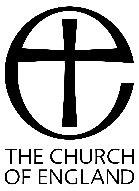 THE CHURCH
OF ENGLAND